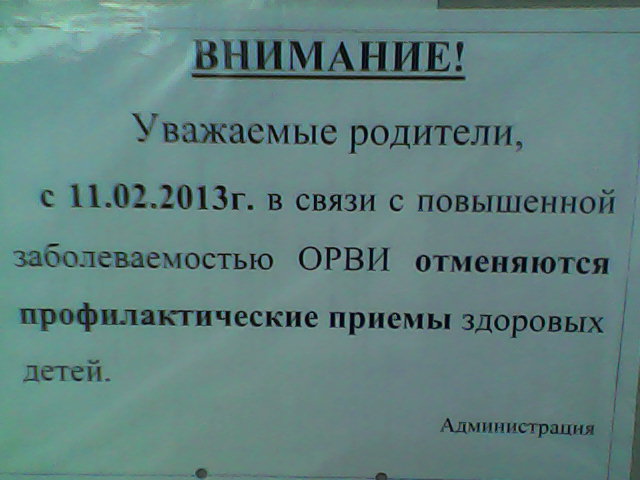 ВНИМАНИЕ!
Уважаемые родители,
с 11.02.2013г. в связи с повышенной
заболеваемостью ОРВИ отменяются
профилактические приемы здоровых
детей.
Администрация